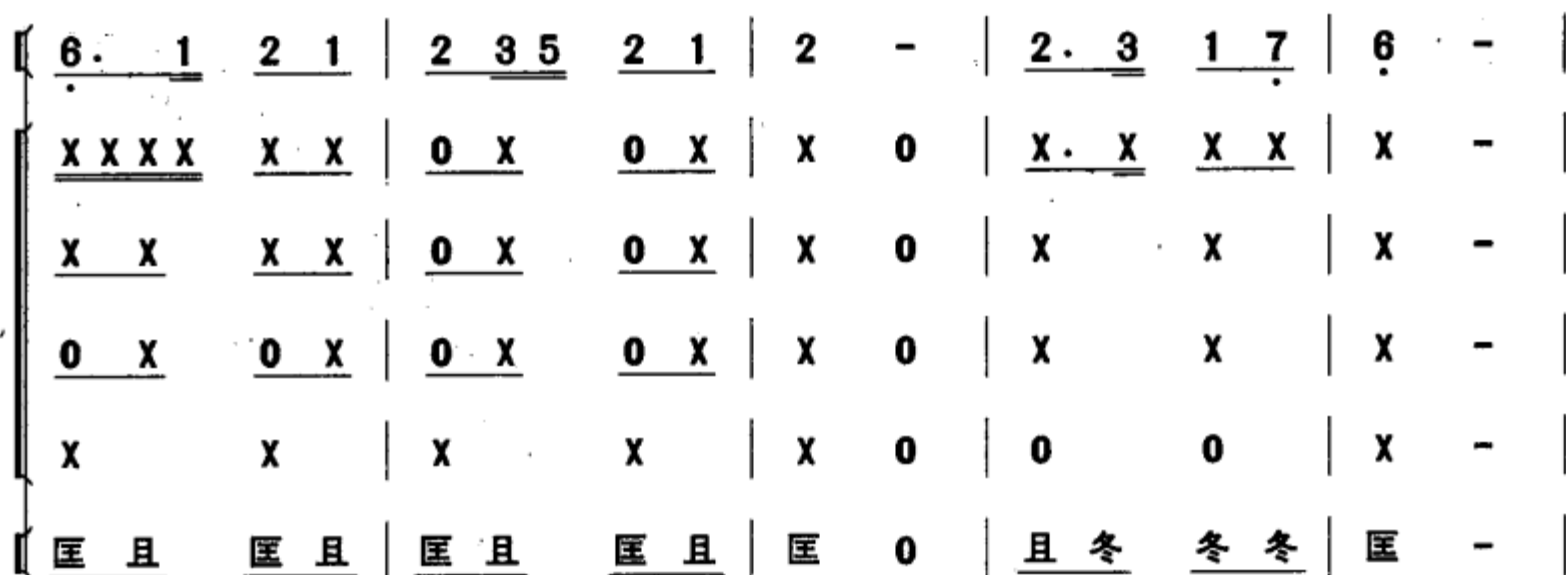 6. 1 2 1 | 2 3 5 2 1 | 2 - | 2. 3 1 7 | 6 - |
X X X X X X | 0 X 0 X | X 0 | X. X X X | X - |
X X X X | 0 X 0 X | X 0 | X X | X - |
0 X 0 X | 0 X 0 X | X 0 | X X | X - |
X X | X X | X 0 | 0 0 | X - |
匡 且 匡 且 | 匡 且 匡 且 | 匡 0 | 且 冬 冬 冬 | 匡 - |